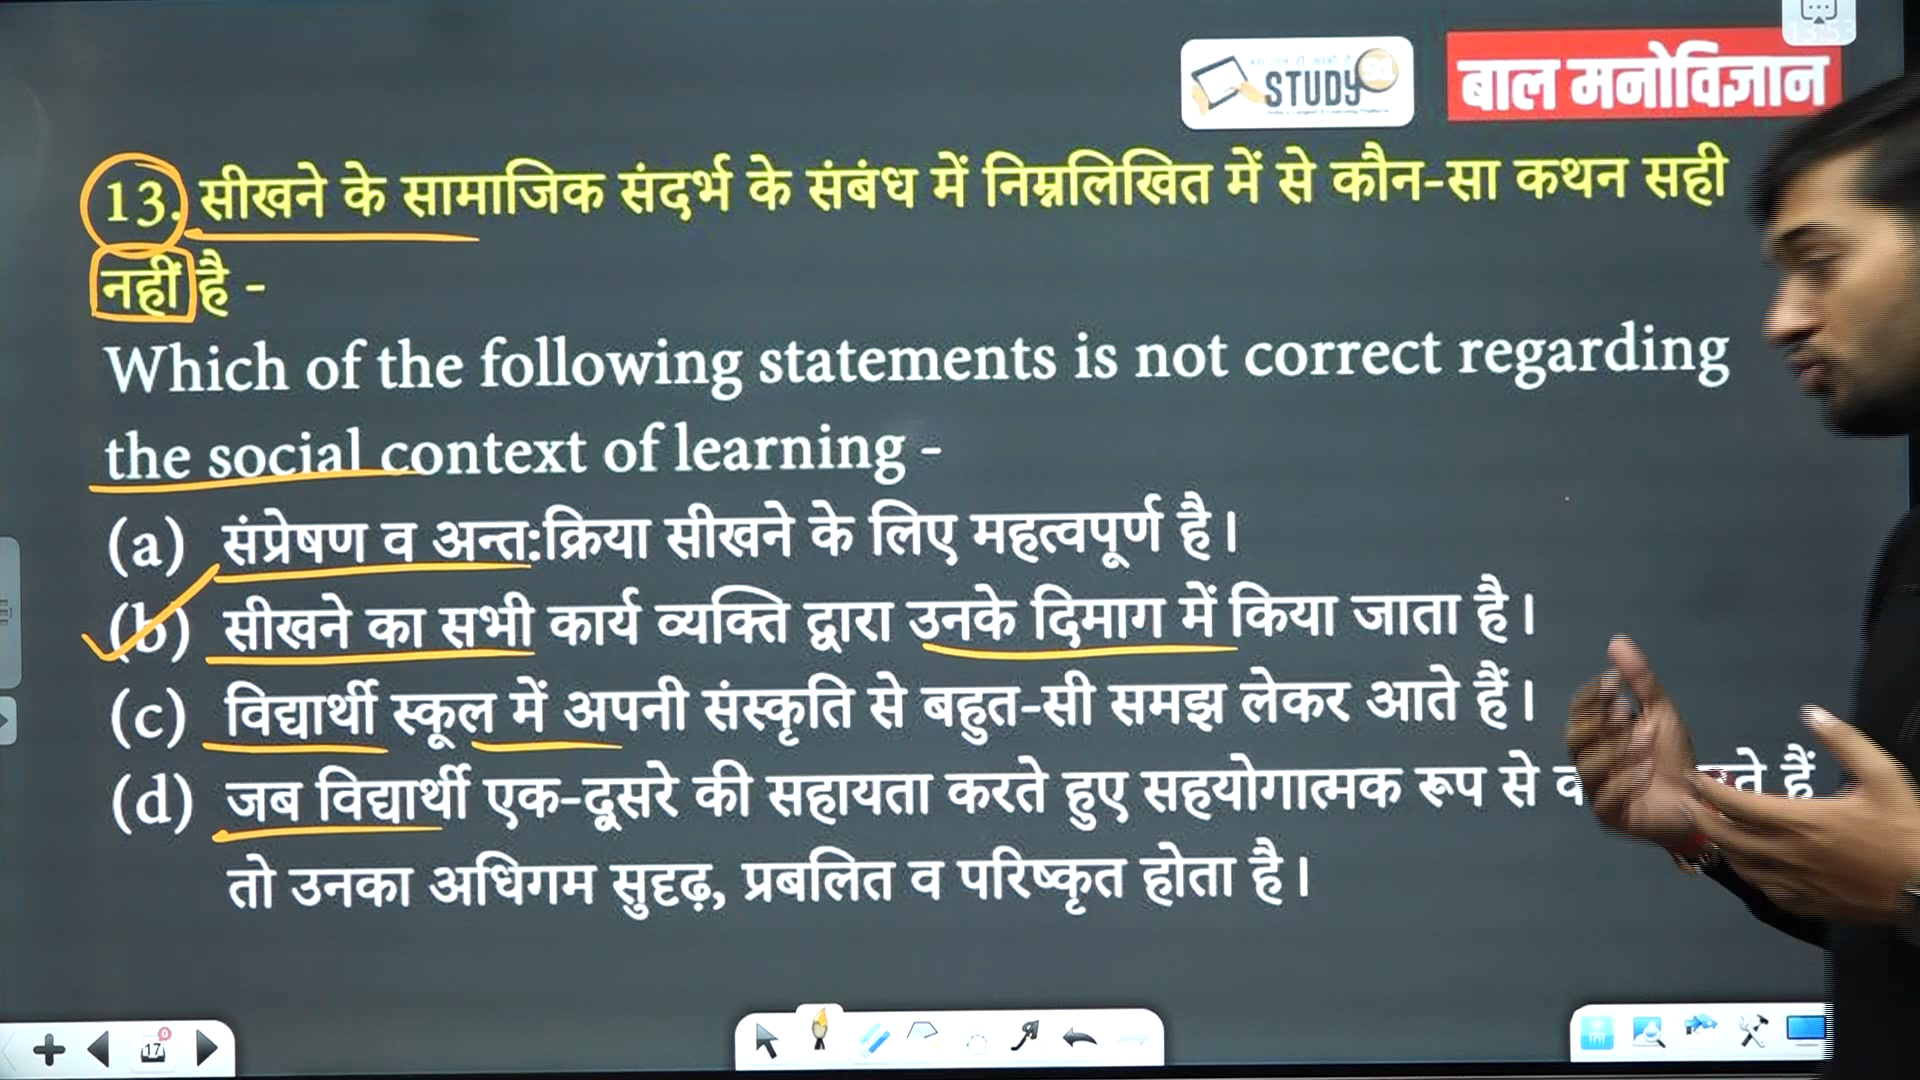 STUDY 91
बाल मनोविज्ञान
13. सीखने के सामाजिक संदर्भ के संबंध में निम्नलिखित में से कौन-सा कथन सही
नहीं है -
Which of the following statements is not correct regarding
the social context of learning -
(a) संप्रेषण व अन्त:क्रिया सीखने के लिए महत्वपूर्ण है।
(b) सीखने का सभी कार्य व्यक्ति द्वारा उनके दिमाग में किया जाता है।
(c) विद्यार्थी स्कूल में अपनी संस्कृति से बहुत-सी समझ लेकर आते हैं।
(d) जब विद्यार्थी एक-दूसरे की सहायता करते हुए सहयोगात्मक रूप से हैं
तो उनका अधिगम सुदृढ़, प्रबलित व परिष्कृत होता है।
17